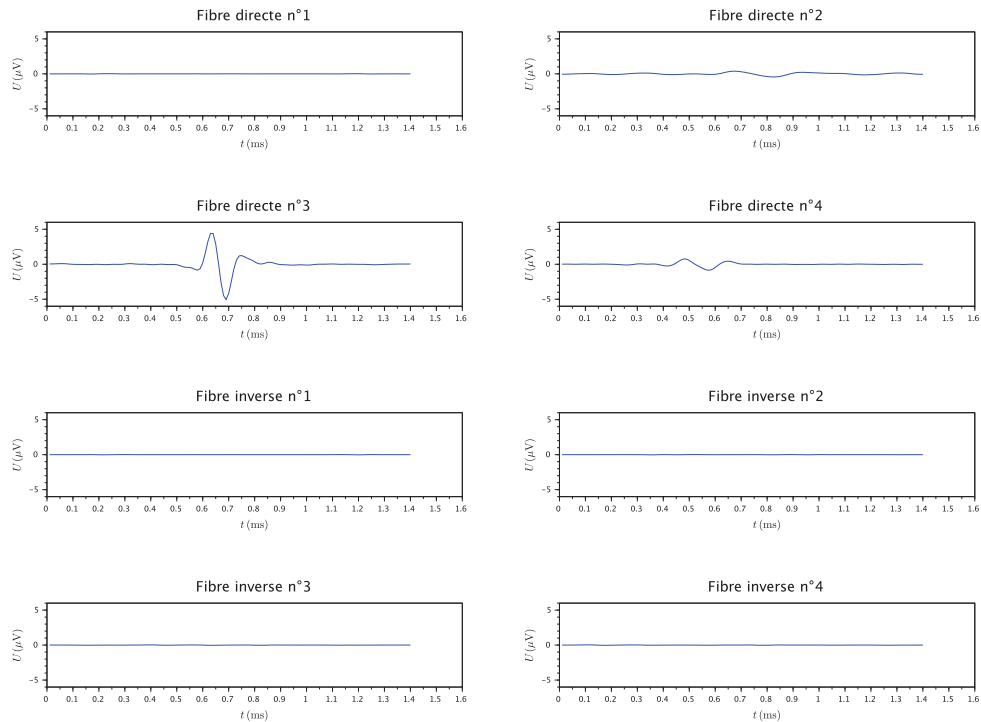 Fibre directe n°1
5
0
−5
U (μV)
0 0.1 0.2 0.3 0.4 0.5 0.6 0.7 0.8 0.9 1 1.1 1.2 1.3 1.4 1.5 1.6
t (ms)
Fibre directe n°2
5
0
−5
U (μV)
0 0.1 0.2 0.3 0.4 0.5 0.6 0.7 0.8 0.9 1 1.1 1.2 1.3 1.4 1.5 1.6
t (ms)
Fibre directe n°3
5
0
−5
U (μV)
0 0.1 0.2 0.3 0.4 0.5 0.6 0.7 0.8 0.9 1 1.1 1.2 1.3 1.4 1.5 1.6
t (ms)
Fibre directe n°4
5
0
−5
U (μV)
0 0.1 0.2 0.3 0.4 0.5 0.6 0.7 0.8 0.9 1 1.1 1.2 1.3 1.4 1.5 1.6
t (ms)
Fibre inverse n°1
5
0
−5
U (μV)
0 0.1 0.2 0.3 0.4 0.5 0.6 0.7 0.8 0.9 1 1.1 1.2 1.3 1.4 1.5 1.6
t (ms)
Fibre inverse n°2
5
0
−5
U (μV)
0 0.1 0.2 0.3 0.4 0.5 0.6 0.7 0.8 0.9 1 1.1 1.2 1.3 1.4 1.5 1.6
t (ms)
Fibre inverse n°3
5
0
−5
U (μV)
0 0.1 0.2 0.3 0.4 0.5 0.6 0.7 0.8 0.9 1 1.1 1.2 1.3 1.4 1.5 1.6
t (ms)
Fibre inverse n°4
5
0
−5
U (μV)
0 0.1 0.2 0.3 0.4 0.5 0.6 0.7 0.8 0.9 1 1.1 1.2 1.3 1.4 1.5 1.6
t (ms)